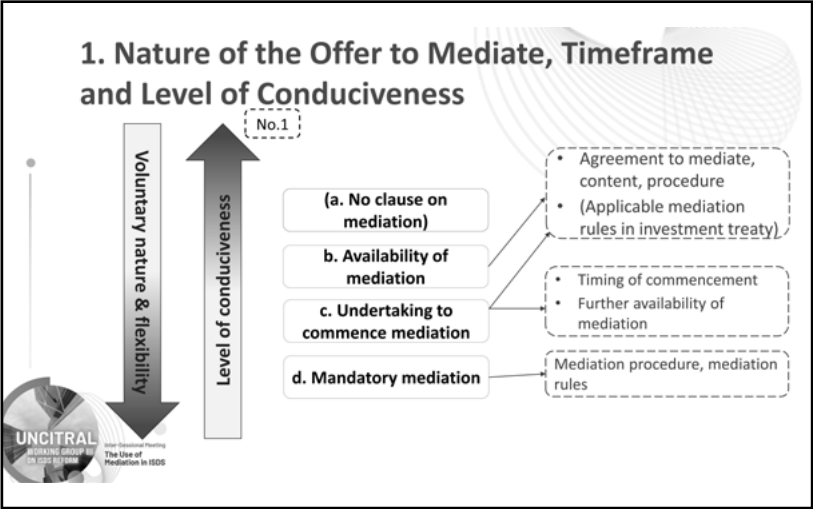 1. Nature of the Offer to Mediate, Timeframe
and Level of Conduciveness
No.1
Voluntary nature & flexibility
Level of conduciveness
(a. No clause on
mediation)
b. Availability of
mediation
c. Undertaking to
commence mediation
d. Mandatory mediation
• Agreement to mediate,
content, procedure
• (Applicable mediation
rules in investment treaty)
• Timing of commencement
• Further availability of
mediation
Mediation procedure, mediation
rules
UNCITRAL
WORKING GROUP III
ON ISDS REFORM
Inter-Sessional Meeting
The Use of
Mediation in ISDS